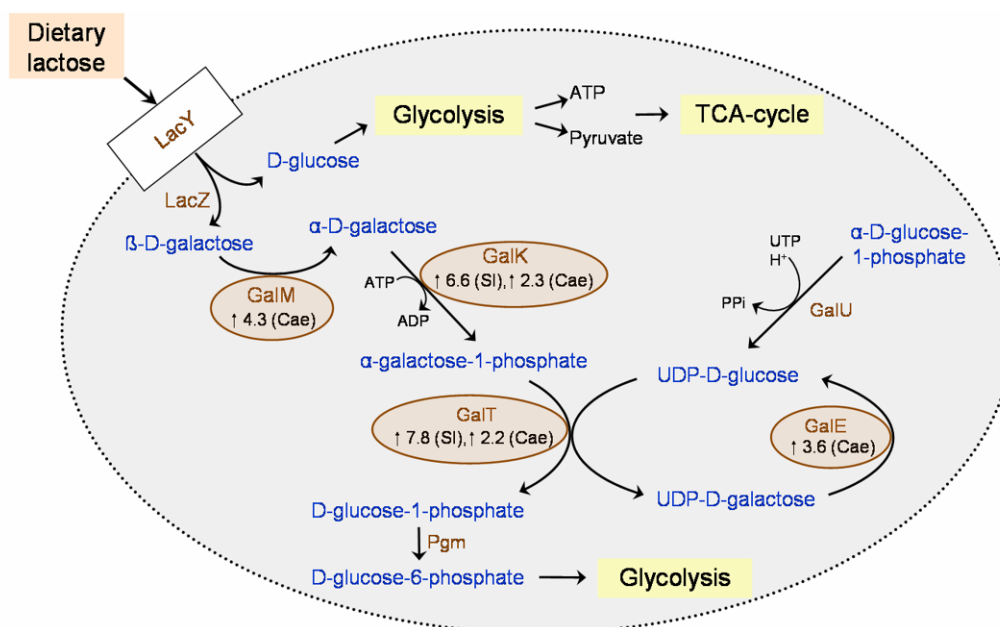 Dietary
lactose
LacY
LacZ
D-glucose
Glycolysis
ATP
Pyruvate
TCA-cycle
ß-D-galactose
α-D-galactose
GalM
↑ 4.3 (Cae)
ATP
ADP
GalK
↑ 6.6 (SI),↑ 2.3 (Cae)
UTP
H⁺
PPi
α-D-glucose-
1-phosphate
GalU
α-galactose-1-phosphate
UDP-D-glucose
GalT
↑ 7.8 (SI),↑ 2.2 (Cae)
GalE
↑ 3.6 (Cae)
UDP-D-galactose
D-glucose-1-phosphate
Pgm
D-glucose-6-phosphate
Glycolysis